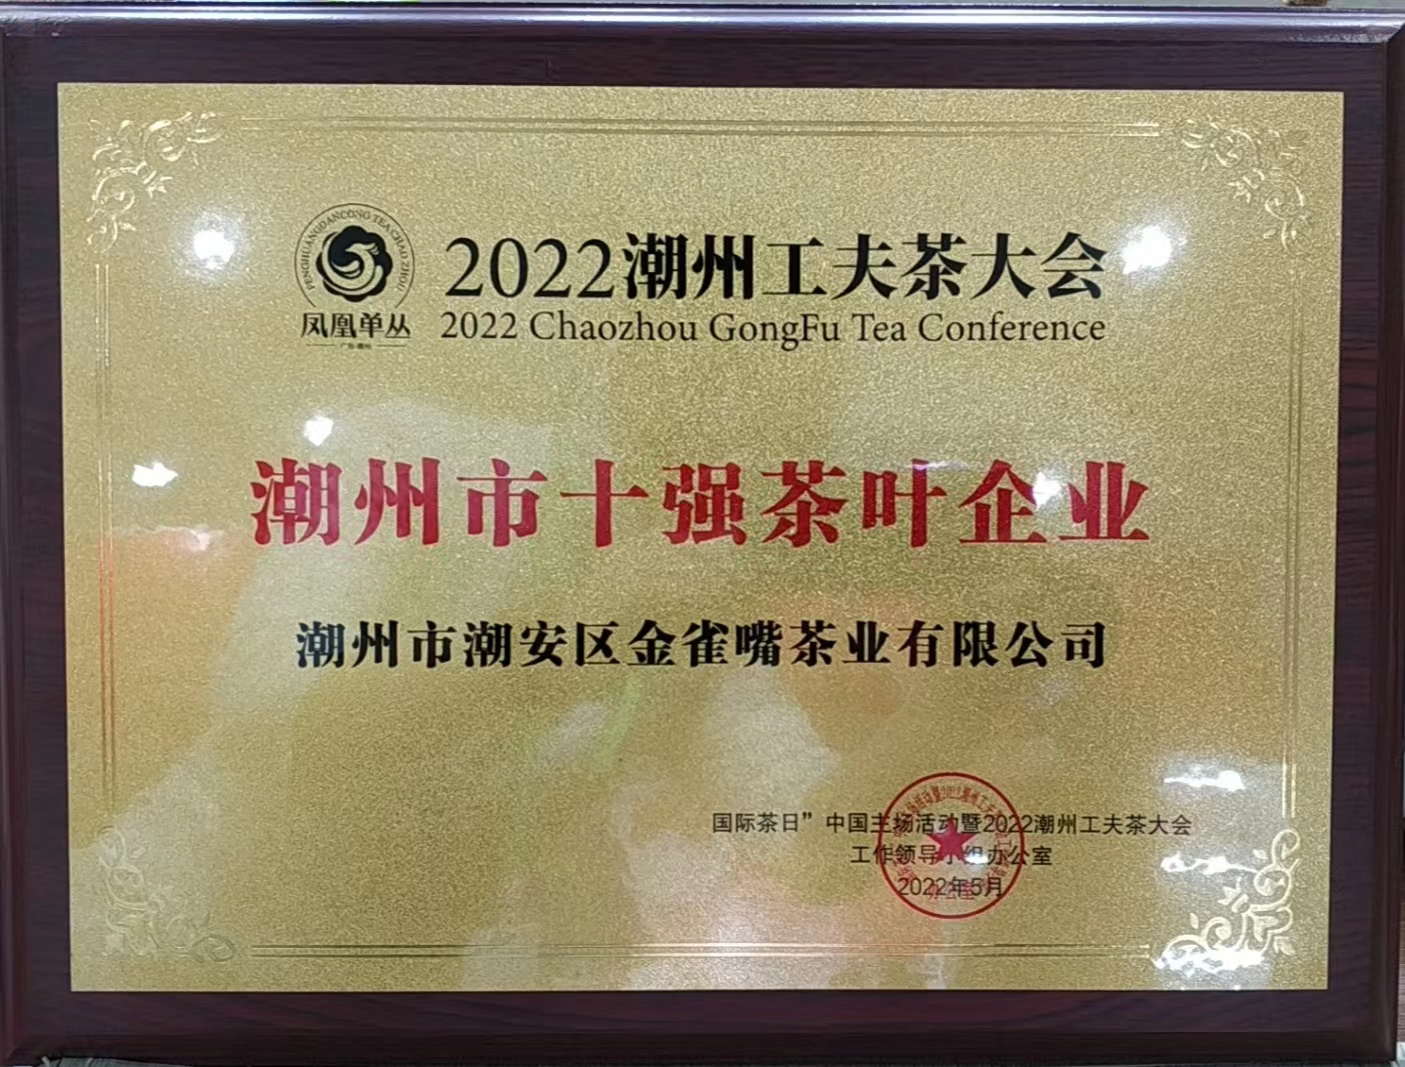 FENGHUANGDANCONG TEA CHAO ZHOU
凤凰单丛
2022潮州工夫茶大会
2022 Chaozhou GongFu Tea Conference
潮州市十强茶叶企业
潮州市潮安区金雀嘴茶业有限公司
国际茶日”中国主场活动暨2022潮州工夫茶大会
工作领导小组办公室
2022年5月